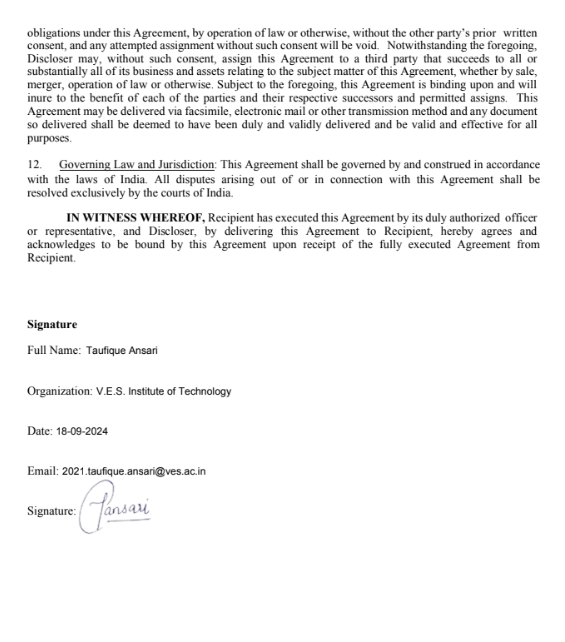 obligations under this Agreement, by operation of law or otherwise, without the other party's prior written
consent, and any attempted assignment without such consent will be void. Notwithstanding the foregoing,
Discloser may, without such consent, assign this Agreement to a third party that succeeds to all or
substantially all of its business and assets relating to the subject matter of this Agreement, whether by sale,
merger, operation of law or otherwise. Subject to the foregoing, this Agreement is binding upon and will
inure to the benefit of each of the parties and their respective successors and permitted assigns. This
Agreement may be delivered via facsimile, electronic mail or other transmission method and any document
so delivered shall be deemed to have been duly and validly delivered and be valid and effective for all
purposes.
12. Governing Law and Jurisdiction: This Agreement shall be governed by and construed in accordance
with the laws of India. All disputes arising out of or in connection with this Agreement shall be
resolved exclusively by the courts of India.
IN WITNESS WHEREOF, Recipient has executed this Agreement by its duly authorized officer
or representative, and Discloser, by delivering this Agreement to Recipient, hereby agrees and
acknowledges to be bound by this Agreement upon receipt of the fully executed Agreement from
Recipient.
Signature
Full Name: Taufique Ansari
Organization: V.E.S. Institute of Technology
Date: 18-09-2024
Email: 2021.taufique.ansari@ves.ac.in
Signature: Tansari